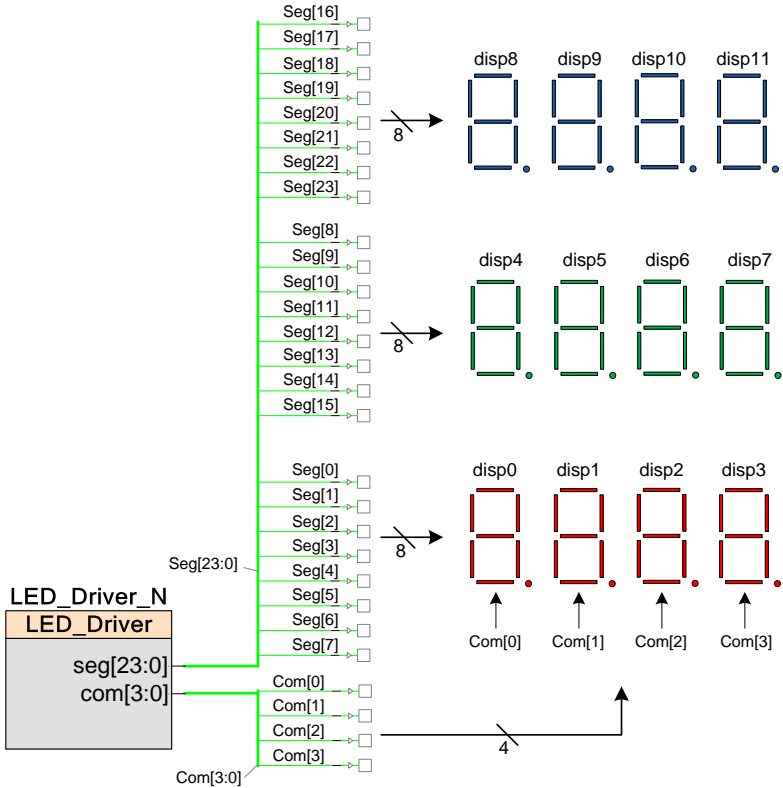 Seg[16]
Seg[17]
Seg[18]
Seg[19]
Seg[20]
Seg[21]
Seg[22]
Seg[23]
8
disp8 disp9 disp10 disp11
Seg[8]
Seg[9]
Seg[10]
Seg[11]
Seg[12]
Seg[13]
Seg[14]
Seg[15]
8
disp4 disp5 disp6 disp7
Seg[0]
Seg[1]
Seg[2]
Seg[3]
Seg[4]
Seg[5]
Seg[6]
Seg[7]
8
disp0 disp1 disp2 disp3
Com[0] Com[1] Com[2] Com[3]
Seg[23:0]
LED_Driver_N
LED_Driver
seg[23:0]
com[3:0]
Com[0]
Com[1]
Com[2]
Com[3]
4
Com[3:0]